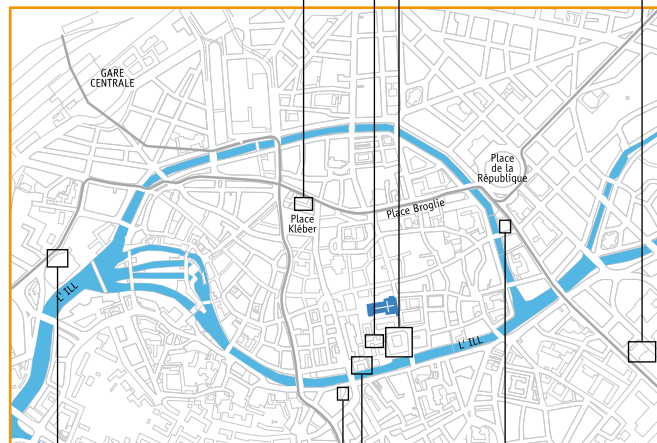 GARE
CENTRALE
Place
de la
République
Place
Kléber
Place Broglie
L' ILL
L' ILL